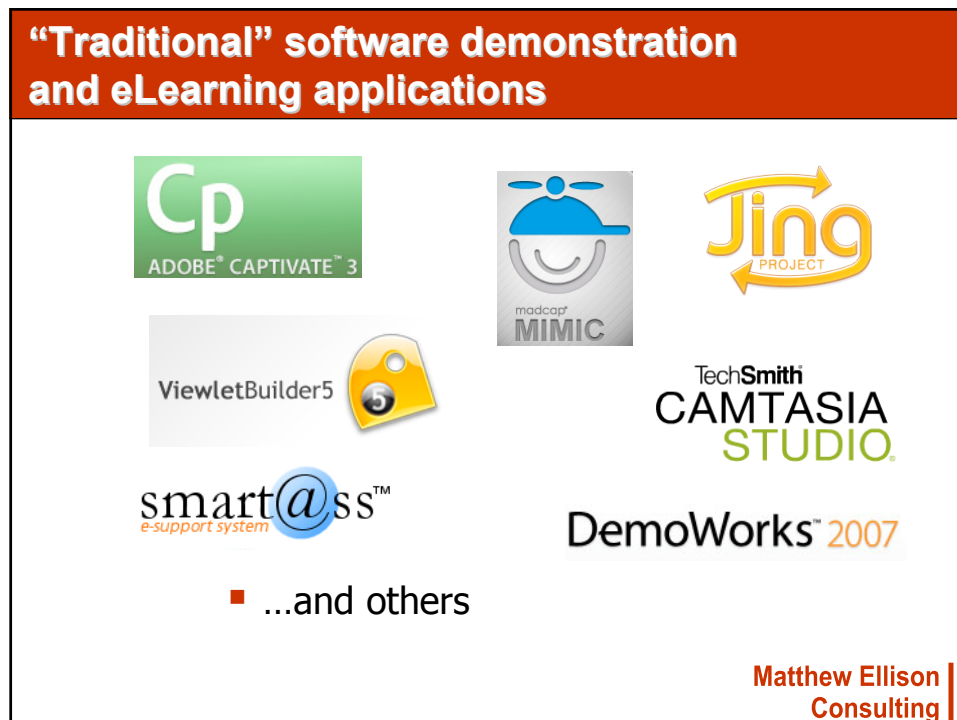 “Traditional” software demonstration
and eLearning applications
Cp
ADOBE® CAPTIVATE™ 3
madcap®
MIMIC
Jing
PROJECT
ViewletBuilder5
5
TechSmith
CAMTASIA
STUDIO®
smart@ss™
e-support system
DemoWorks™ 2007
…and others
Matthew Ellison
Consulting